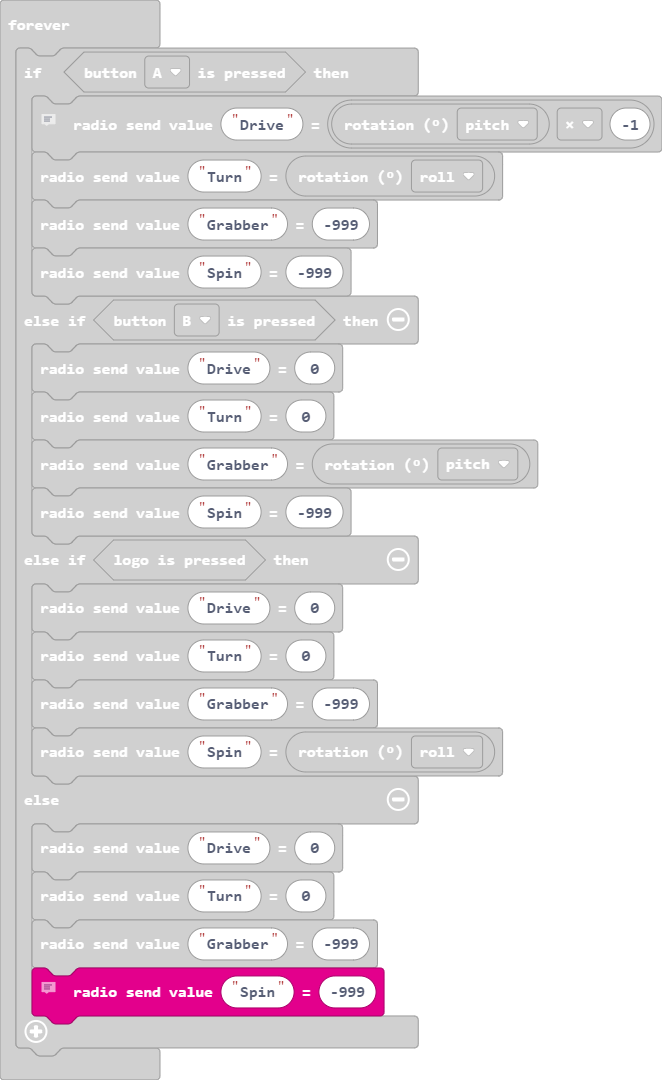 forever
if button A is pressed then
radio send value "Drive" = rotation (º) pitch × -1
radio send value "Turn" = rotation (º) roll
radio send value "Grabber" = -999
radio send value "Spin" = -999
else if button B is pressed then
radio send value "Drive" = 0
radio send value "Turn" = 0
radio send value "Grabber" = rotation (º) pitch
radio send value "Spin" = -999
else if logo is pressed then
radio send value "Drive" = 0
radio send value "Turn" = 0
radio send value "Grabber" = -999
radio send value "Spin" = rotation (º) roll
else
radio send value "Drive" = 0
radio send value "Turn" = 0
radio send value "Grabber" = -999
radio send value "Spin" = -999